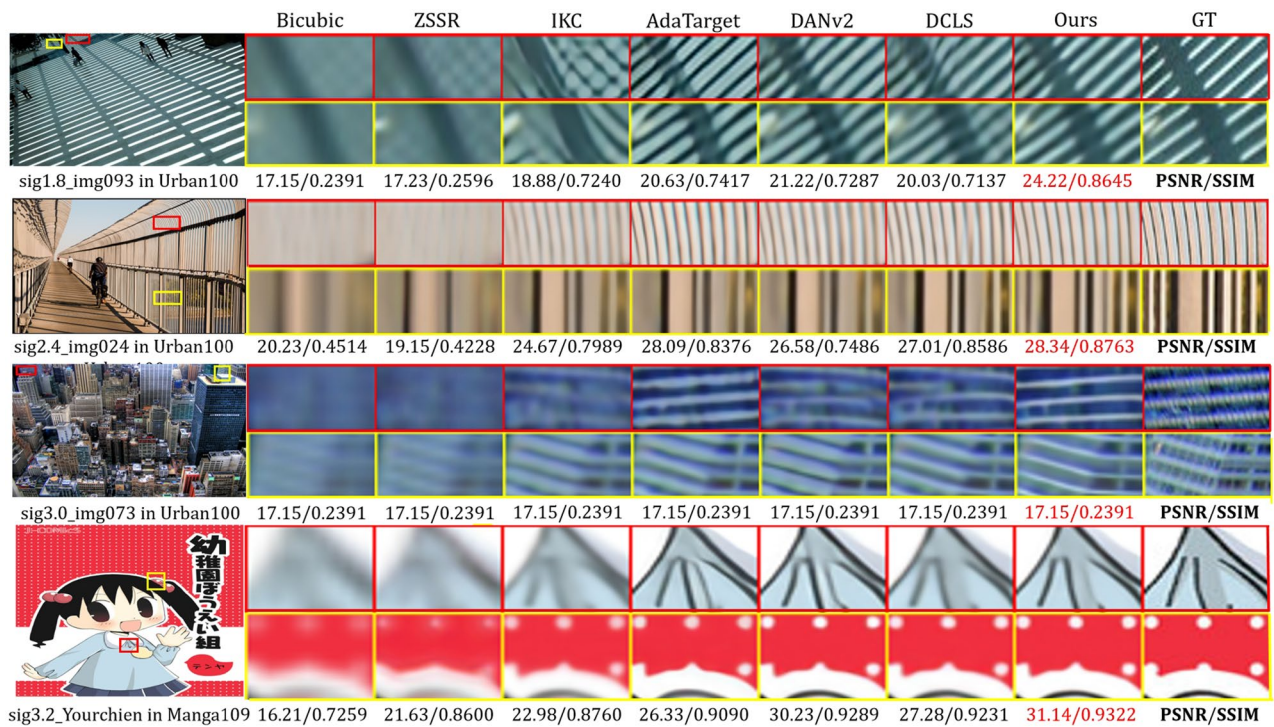 Bicubic ZSSR IKC AdaTarget DANv2 DCLS Ours GT
sig1.8_img093 in Urban100 17.15/0.2391 17.23/0.2596 18.88/0.7240 20.63/0.7417 21.22/0.7287 20.03/0.7137 24.22/0.8645 PSNR/SSIM
sig2.4_img024 in Urban100 20.23/0.4514 19.15/0.4228 24.67/0.7989 28.09/0.8376 26.58/0.7486 27.01/0.8586 28.34/0.8763 PSNR/SSIM
sig3.0_img073 in Urban100 17.15/0.2391 17.15/0.2391 17.15/0.2391 17.15/0.2391 17.15/0.2391 17.15/0.2391 17.15/0.2391 PSNR/SSIM
幼稚園ぼうえい組
テンヤ
sig3.2_Yourchien in Manga109 16.21/0.7259 21.63/0.8600 22.98/0.8760 26.33/0.9090 30.23/0.9289 27.28/0.9231 31.14/0.9322 PSNR/SSIM